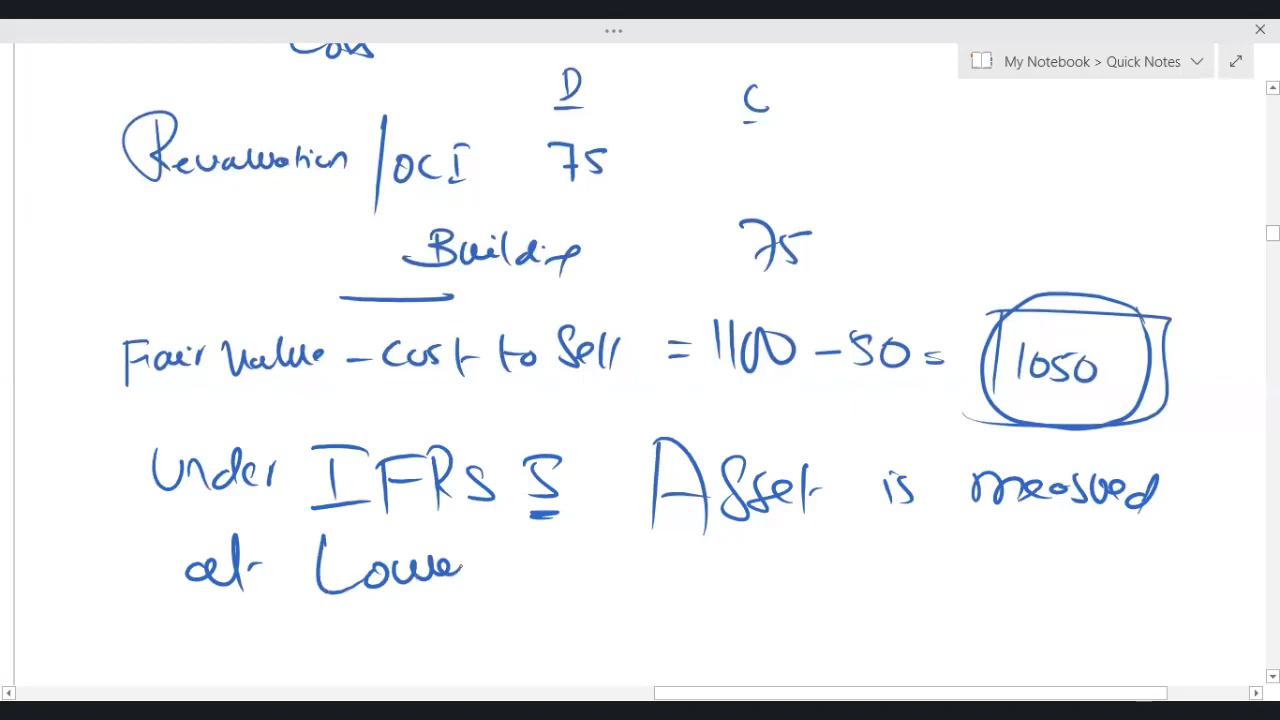 My Notebook > Quick Notes
D C
Revaluation /OCI 75
Building 75
Fair Value - Cost to Sell = 1100 - 50 = 1050
Under IFRS 5 Asset is measured
at Lowe